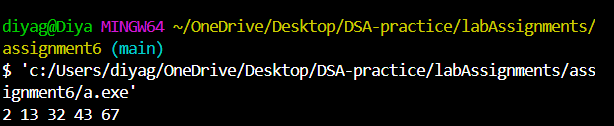 diyag@Diya MINGW64 ~/OneDrive/Desktop/DSA-practice/labAssignments/
assignment6 (main)
$ 'c:/Users/diyag/OneDrive/Desktop/DSA-practice/labAssignments/ass
ignment6/a.exe'
2 13 32 43 67